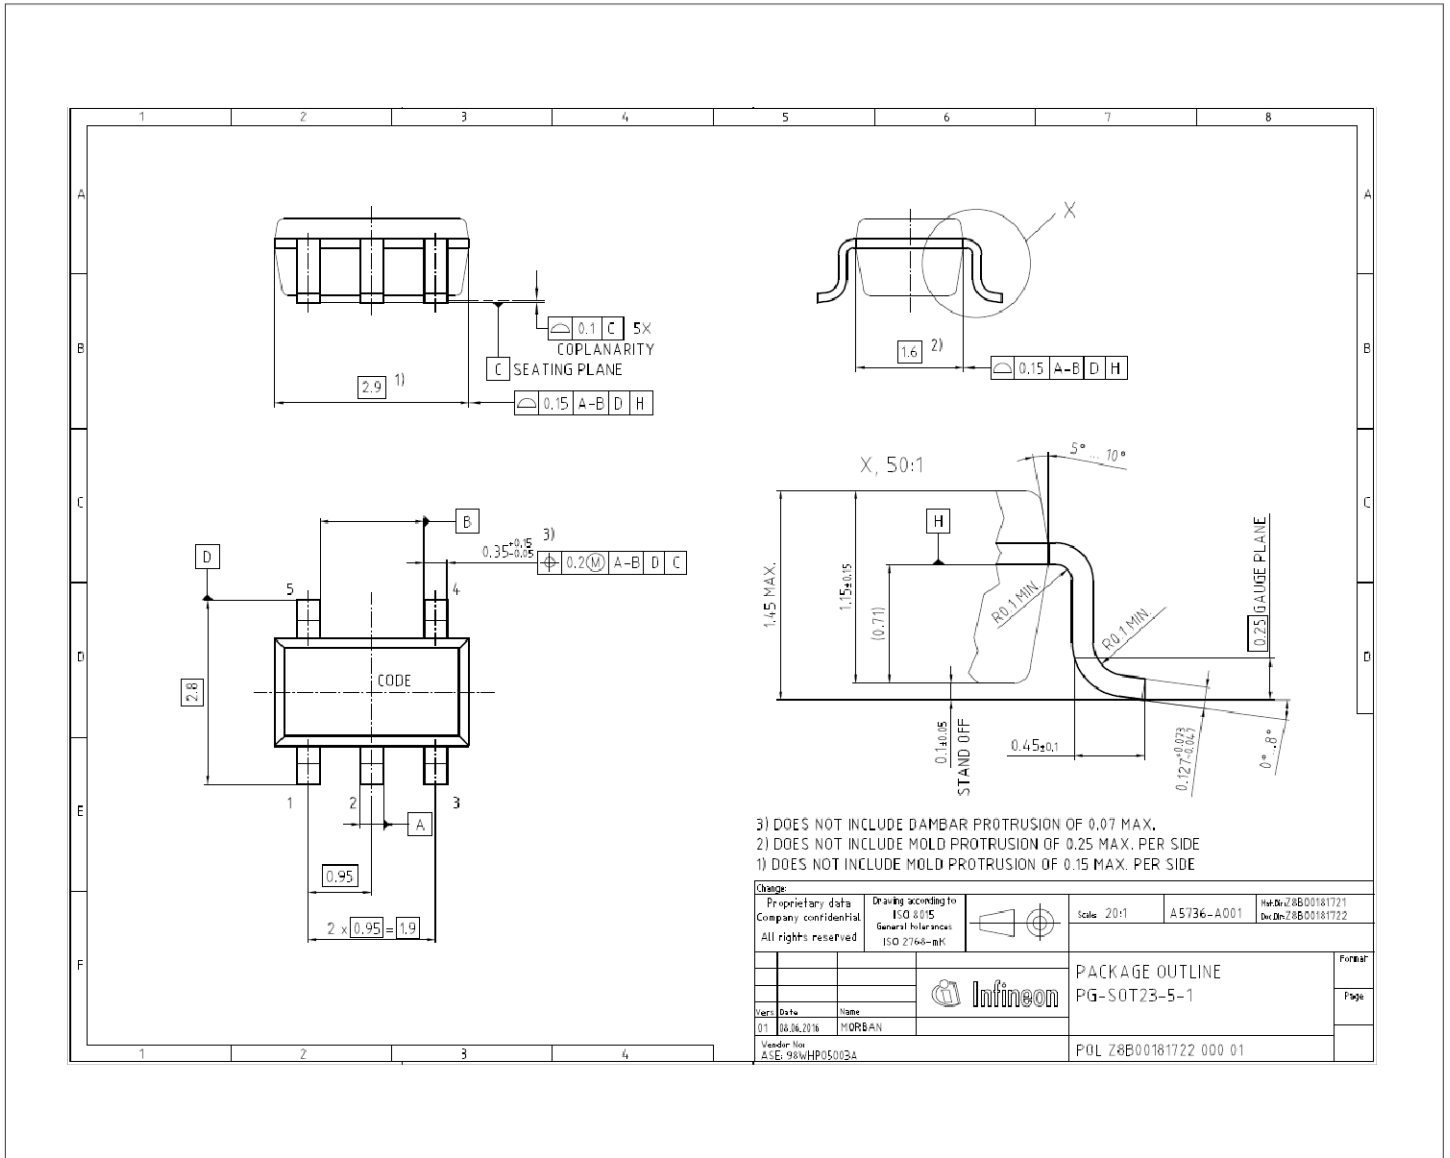 1 2 3 4 5 6 7 8
A A
X
0.1 C 5X
COPLANARITY
B B
C SEATING PLANE
1.6 2)
0.15 A-B D H
2.9 1)
0.15 A-B D H
5°...10°
X, 50:1
C C
B
H
3)
0.35 +0.15 -0.05
0.2 Ⓜ A-B D C
D
5 4
1.45 MAX.
1.15±0.15
(0.71)
R0.1 MIN.
R0.1 MIN.
0.25 GAUGE PLANE
D D
CODE
2.8
0.1±0.05
STAND OFF
0.45±0.1
0.127 +0.073 -0.047
0°...8°
1 2 3
E
A
3) DOES NOT INCLUDE DAMBAR PROTRUSION OF 0.07 MAX.
2) DOES NOT INCLUDE MOLD PROTRUSION OF 0.25 MAX. PER SIDE
1) DOES NOT INCLUDE MOLD PROTRUSION OF 0.15 MAX. PER SIDE
0.95
2 x 0.95 = 1.9
F
Change:
Proprietary data
Company confidential
All rights reserved
Drawing according to
ISO 8015
General tolerances
ISO 2768-mK
Scale: 20:1
A5736-A001
Z8B00181721
Z8B00181722
Infineon
PACKAGE OUTLINE
PG-SOT23-5-1
Format
Page
Vers. Date Name
01 08.06.2016 MORBAN
Vendor No:
ASE: 98WHP05003A
POL Z8B00181722 000 01
1 2 3 4